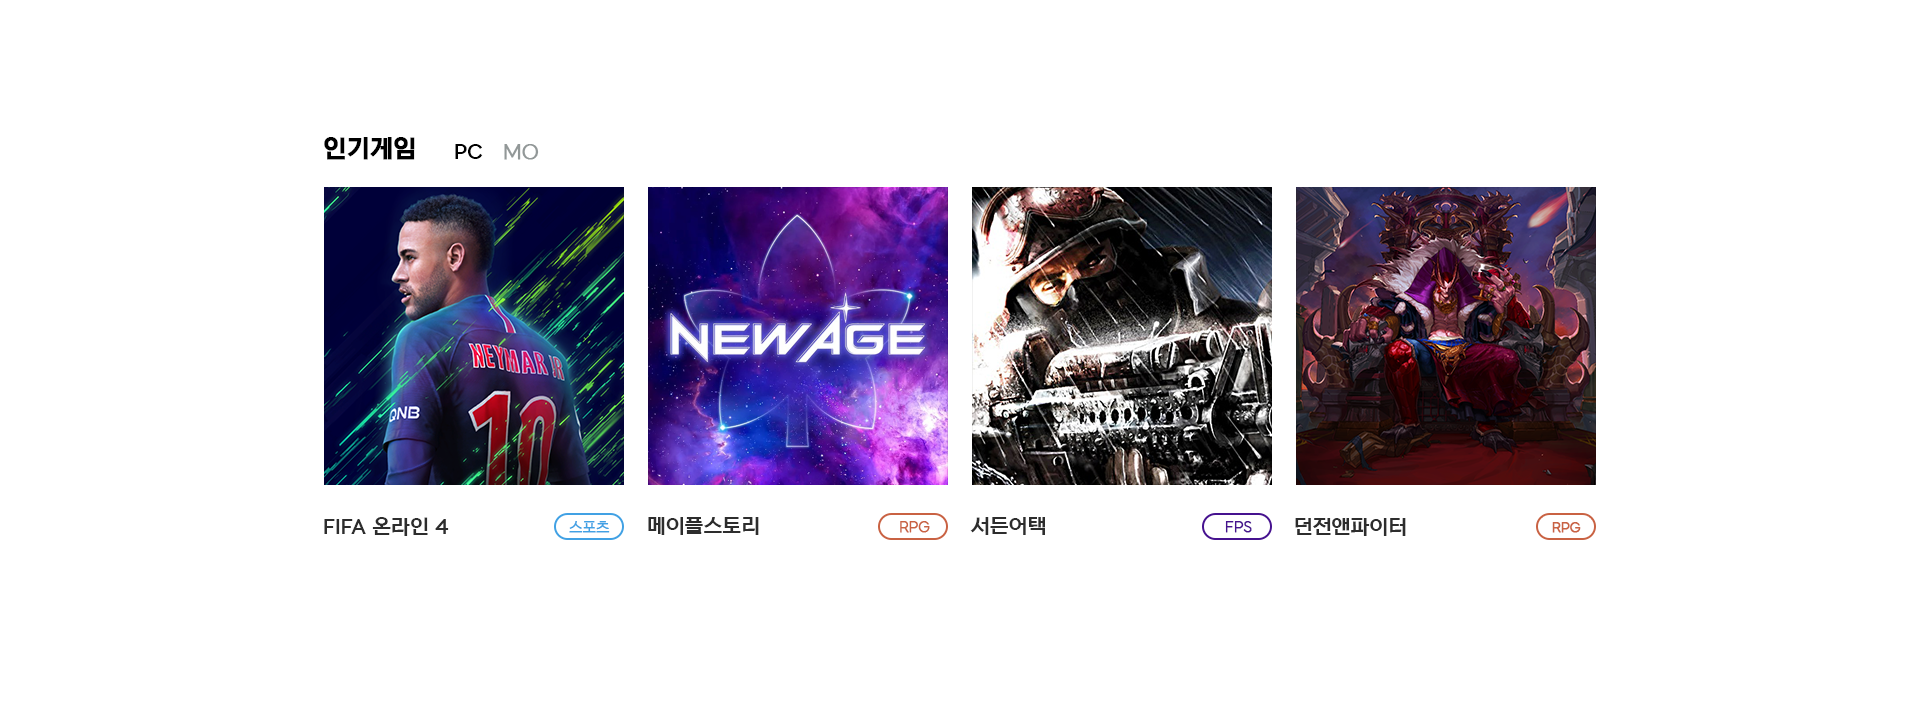 인기게임 PC MO
NEYMAR JR
QNB
10
NEWAGE
FIFA 온라인 4 스포츠
메이플스토리 RPG
서든어택 FPS
던전앤파이터 RPG